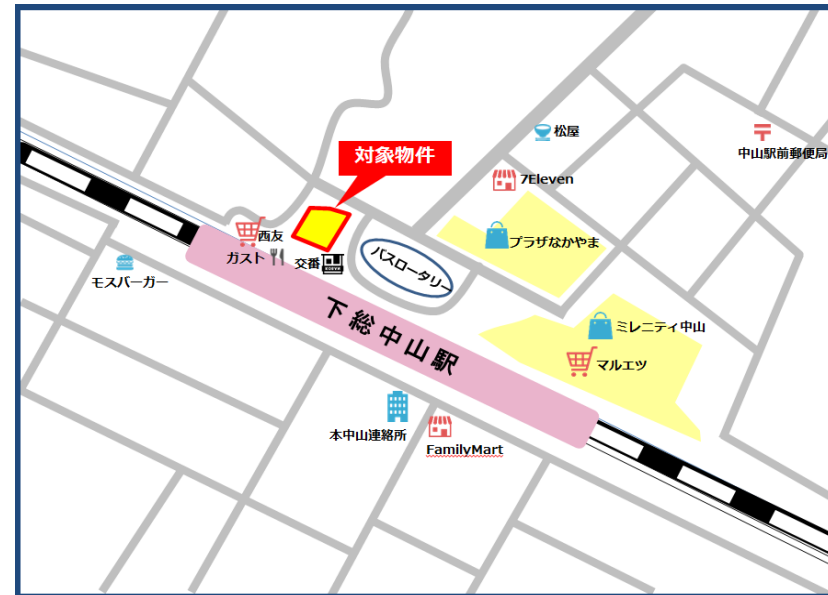 松屋
中山駅前郵便局
対象物件
7Eleven
西友
プラザなかやま
ガスト
交番
KOBAN
バスロータリー
モスバーガー
下総中山駅
ミレニティ中山
マルエツ
本中山連絡所
FamilyMart